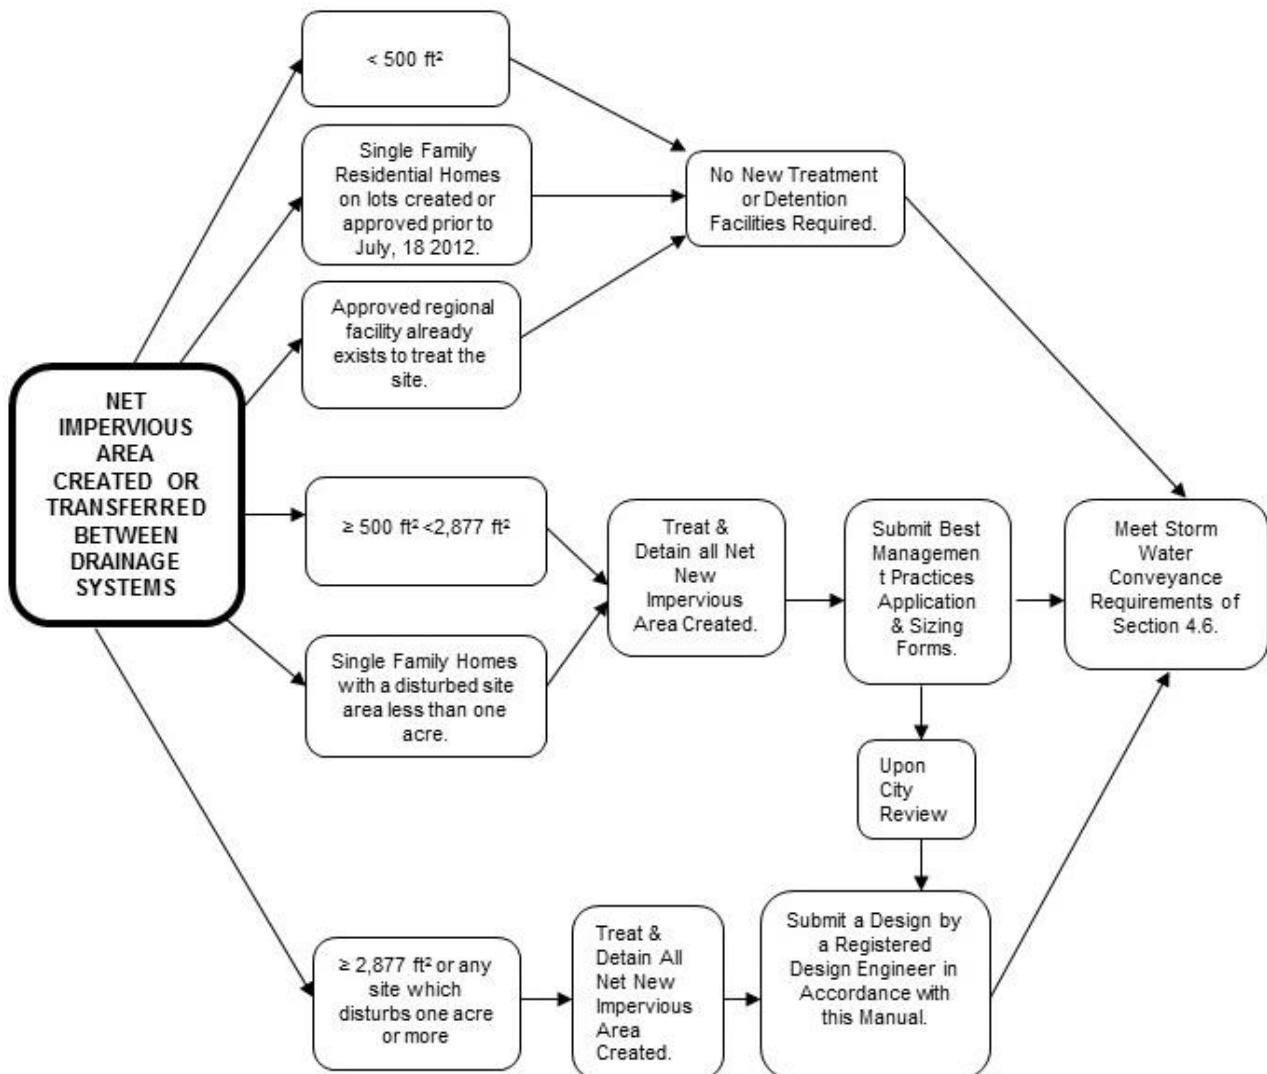 < 500 ft²
Single Family
Residential Homes
on lots created or
approved prior to
July, 18 2012.
No New Treatment
or Detention
Facilities Required.
Approved regional
facility already
exists to treat the
site.
NET
IMPERVIOUS
AREA
CREATED OR
TRANSFERRED
BETWEEN
DRAINAGE
SYSTEMS
≥ 500 ft² <2,877 ft²
Single Family Homes
with a disturbed site
area less than one
acre.
Treat &
Detain all Net
New
Impervious
Area Created.
Submit Best
Managemen
t Practices
Application
& Sizing
Forms.
Meet Storm
Water
Conveyance
Requirements of
Section 4.6.
Upon
City
Review
≥ 2,877 ft² or any
site which
disturbs one acre
or more
Treat &
Detain All
Net New
Impervious
Area
Created.
Submit a Design by
a Registered
Design Engineer in
Accordance with
this Manual.